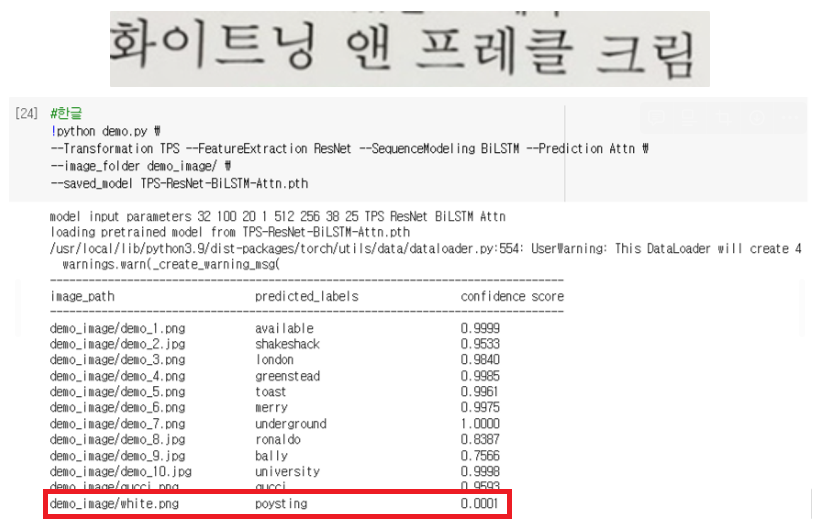 화이트닝 앤 프레클 크림
[24] #한글
!python demo.py ₩
--Transformation TPS --FeatureExtraction ResNet --SequenceModeling BiLSTM --Prediction Attn ₩
--image_folder demo_image/ ₩
--saved_model TPS-ResNet-BiLSTM-Attn.pth
model input parameters 32 100 20 1 512 256 38 25 TPS ResNet BiLSTM Attn
loading pretrained model from TPS-ResNet-BiLSTM-Attn.pth
/usr/local/lib/python3.9/dist-packages/torch/utils/data/dataloader.py:554: UserWarning: This DataLoader will create 4
warnings.warn(_create_warning_msg(
--------------------------------------------------------------------------------
image_path predicted_labels confidence score
--------------------------------------------------------------------------------
demo_image/demo_1.png available 0.9999
demo_image/demo_2.jpg shakeshack 0.9533
demo_image/demo_3.png london 0.9840
demo_image/demo_4.png greenstead 0.9985
demo_image/demo_5.png toast 0.9961
demo_image/demo_6.png merry 0.9975
demo_image/demo_7.png underground 1.0000
demo_image/demo_8.jpg ronaldo 0.8387
demo_image/demo_9.jpg bally 0.7566
demo_image/demo_10.jpg university 0.9998
demo_image/gucci.png gucci 0.9593
demo_image/white.png poysting 0.0001